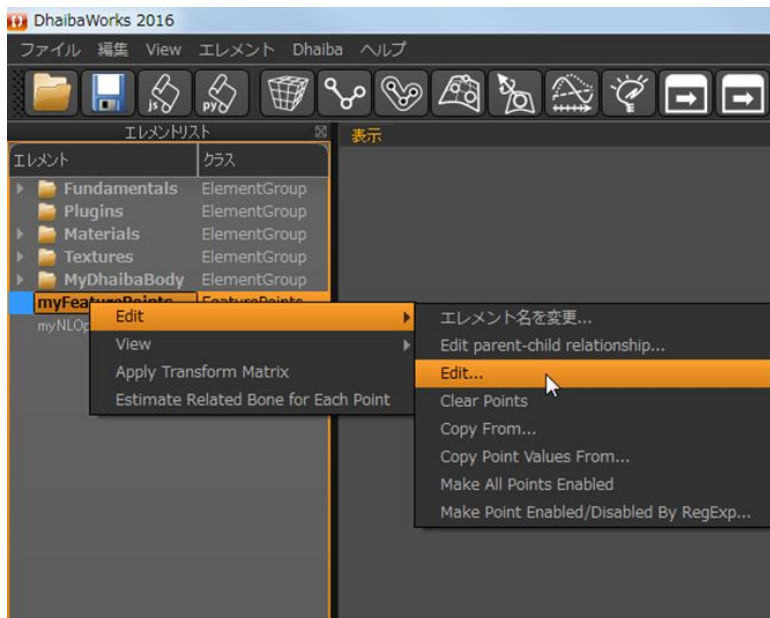 DhaibaWorks 2016
ファイル 編集 View エレメント Dhaiba ヘルプ
js
py
エレメントリスト
表示
エレメント クラス
Fundamentals ElementGroup
Plugins ElementGroup
Materials ElementGroup
Textures ElementGroup
MyDhaibaBody ElementGroup
myFeaturePoints FeaturePoints
Edit
View
Apply Transform Matrix
Estimate Related Bone for Each Point
エレメント名を変更...
Edit parent-child relationship...
Edit...
Clear Points
Copy From...
Copy Point Values From...
Make All Points Enabled
Make Point Enabled/Disabled By RegExp...